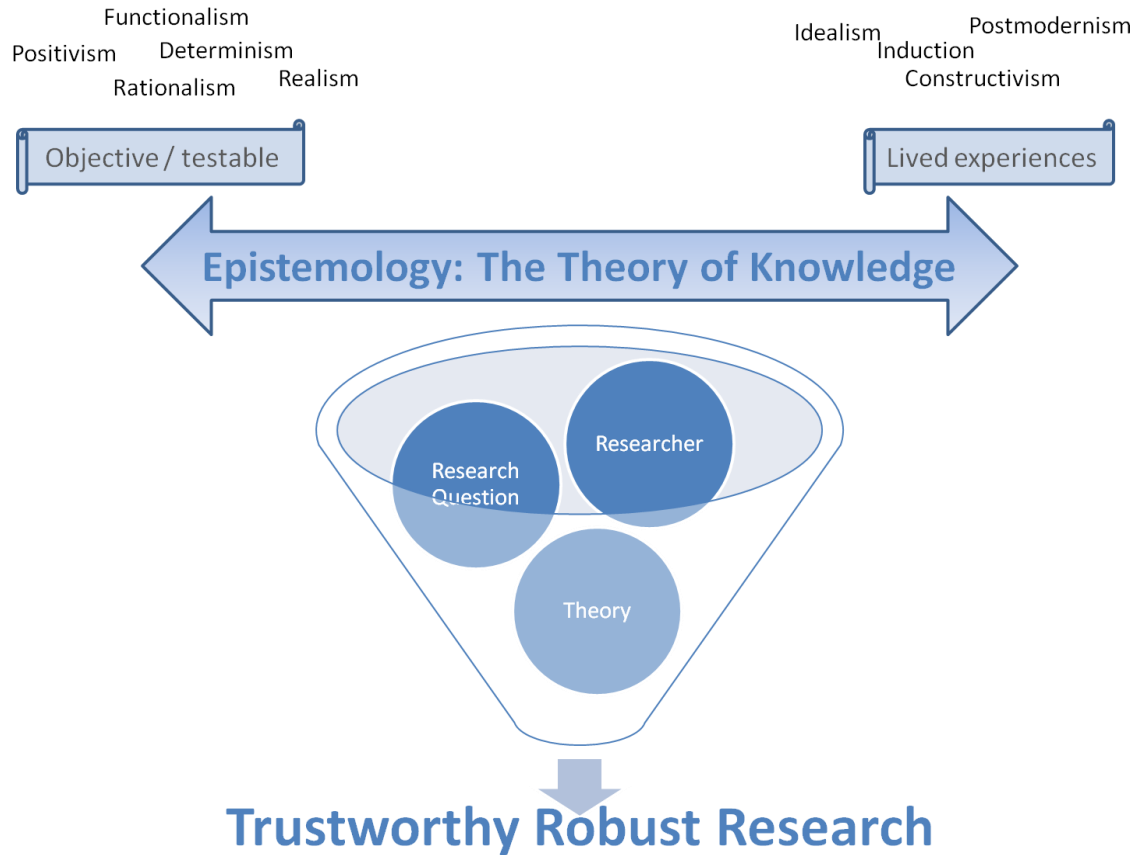 Functionalism
Positivism
Determinism
Rationalism
Realism
Idealism
Postmodernism
Induction
Constructivism
Objective / testable
Lived experiences
Epistemology: The Theory of Knowledge
Researcher
Research
Question
Theory
Trustworthy Robust Research